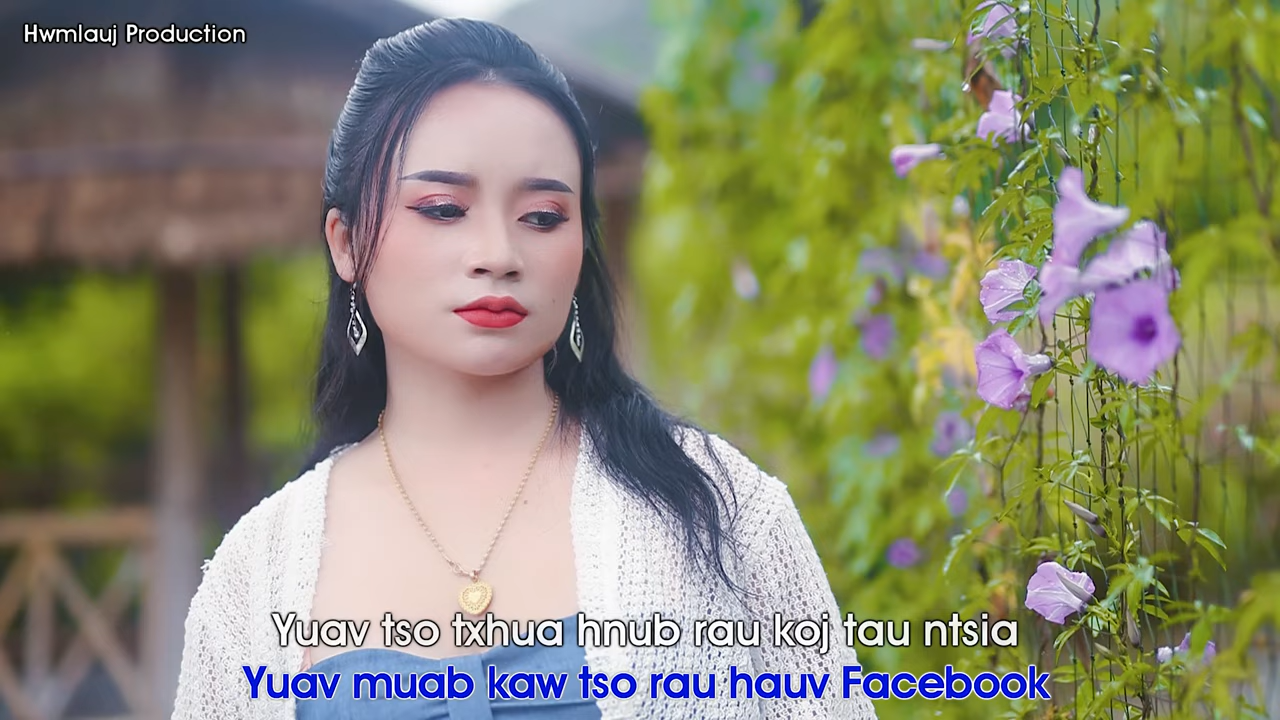 Hwmlauj Production
Yuav tso txhua hnub rau koj tau ntsia
Yuav muab kaw tso rau hauv Facebook